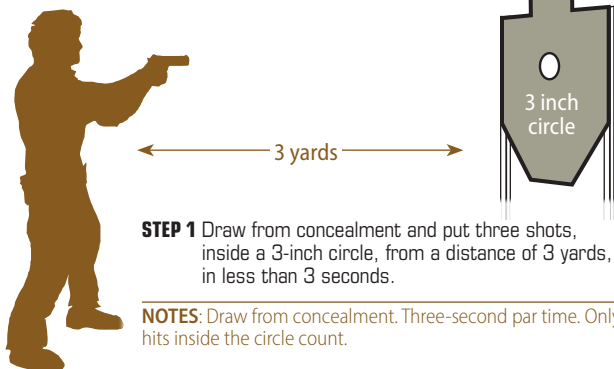 3 inch
circle
3 yards
STEP 1 Draw from concealment and put three shots,
inside a 3-inch circle, from a distance of 3 yards,
in less than 3 seconds.
NOTES: Draw from concealment. Three-second par time. Only
hits inside the circle count.